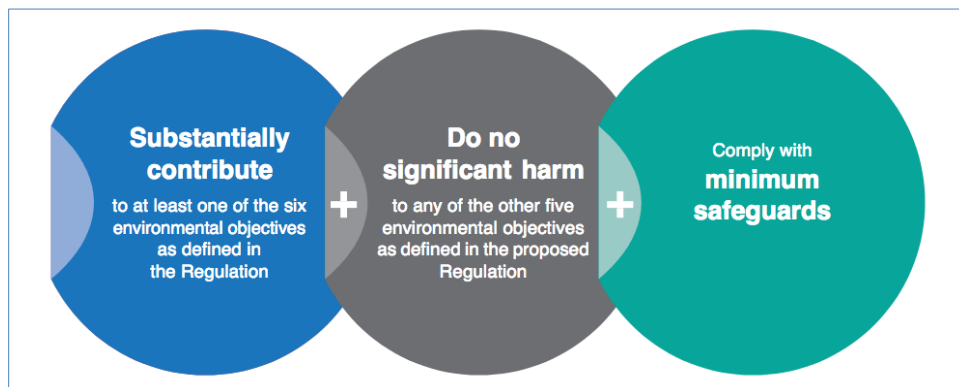 Substantially
contribute
to at least one of the six
environmental objectives
as defined in
the Regulation
+
Do no
significant harm
to any of the other five
environmental objectives
as defined in the proposed
Regulation
+
Comply with
minimum
safeguards